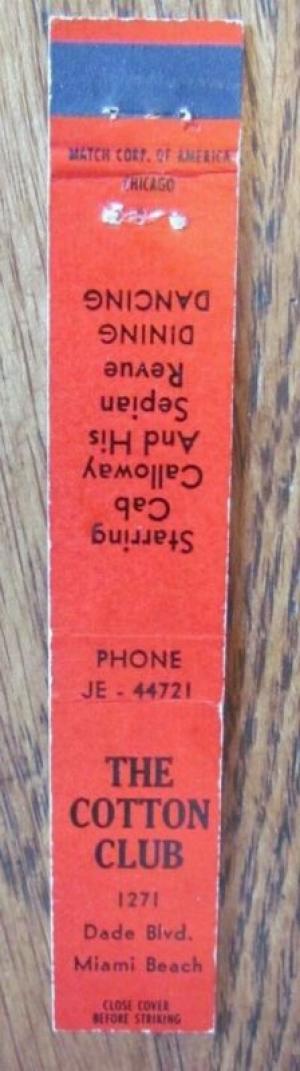 MATCH CORP. OF AMERICA
CHICAGO
Starring
Cab
Calloway
And His
Sepian
Revue
DINING
DANCING
PHONE
JE - 44721
THE
COTTON
CLUB
1271
Dade Blvd.
Miami Beach
CLOSE COVER
BEFORE STRIKING